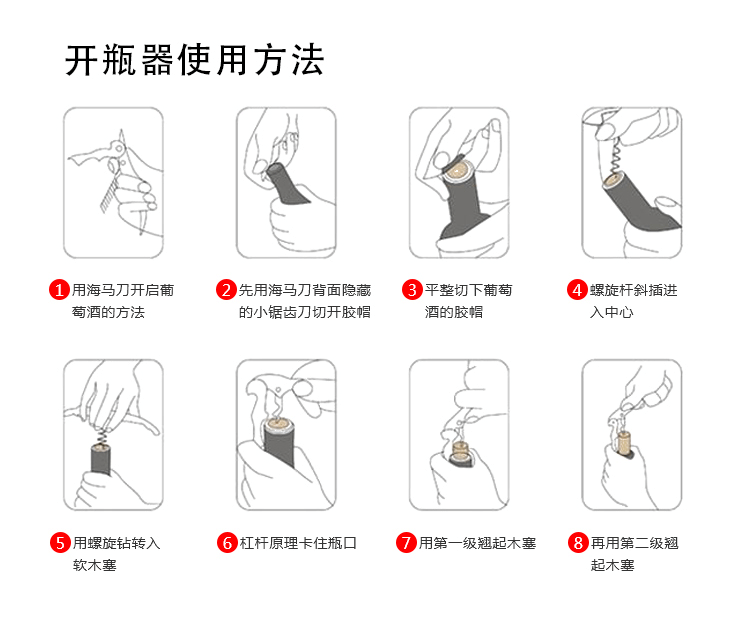 开瓶器使用方法
1 用海马刀开启葡
萄酒的方法
2 先用海马刀背面隐藏
的小锯齿刀切开胶帽
3 平整切下葡萄
酒的胶帽
4 螺旋杆斜插进
入中心
5 用螺旋钻转入
软木塞
6 杠杆原理卡住瓶口
7 用第一级翘起木塞
8 再用第二级翘
起木塞